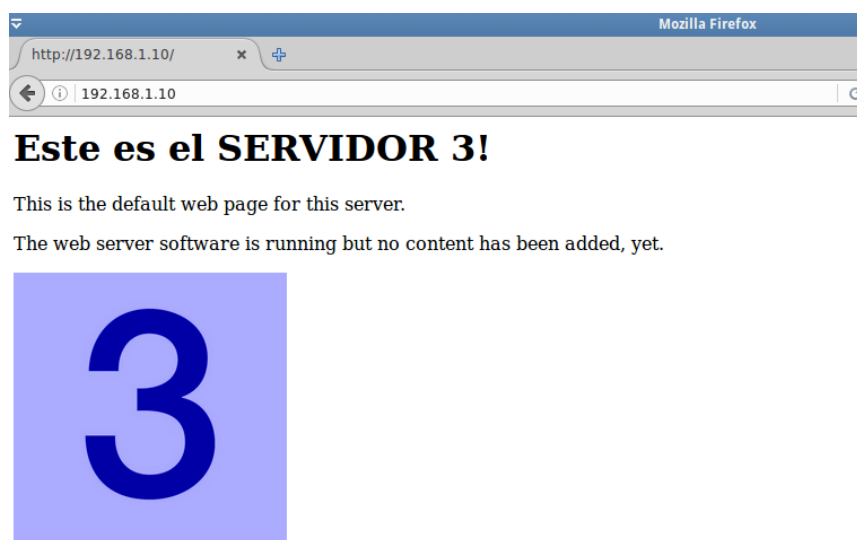 Mozilla Firefox
http://192.168.1.10/
192.168.1.10
Este es el SERVIDOR 3!
This is the default web page for this server.
The web server software is running but no content has been added, yet.
3